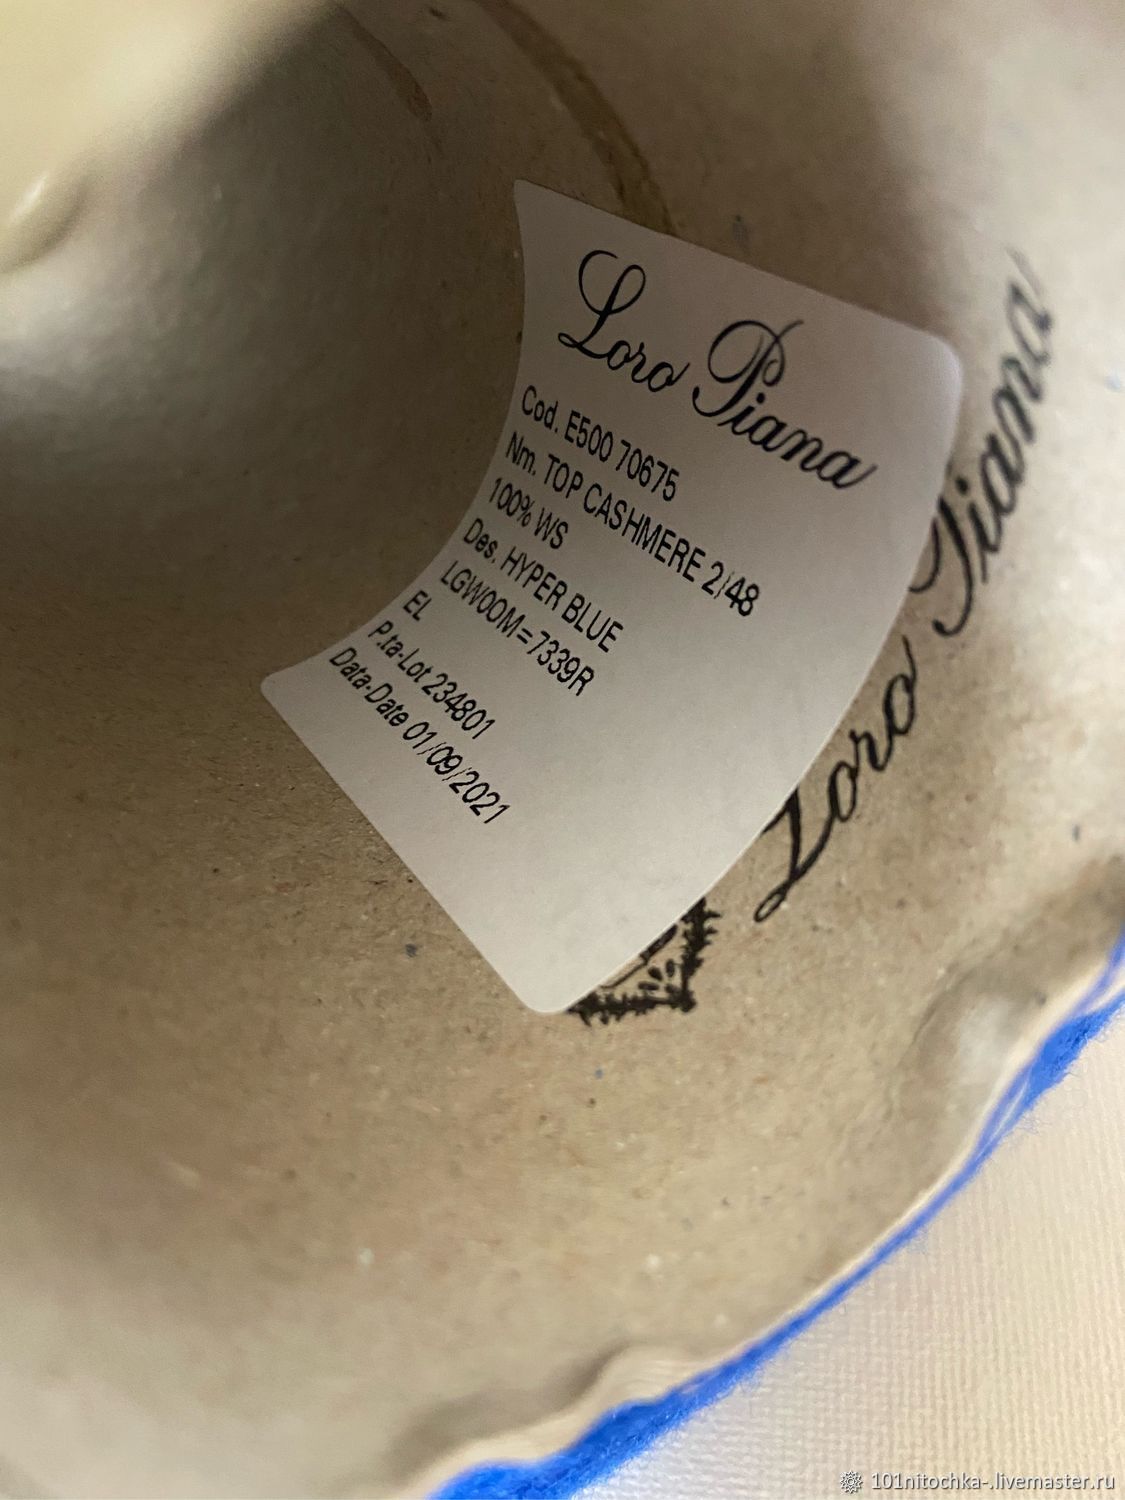 Loro Piana
Cod. E500 70675
Nm. TOP CASHMERE 2/48
100% WS
Des. HYPER BLUE
LGW00M=7339R
EL
P.ta-Lot 234801
Data-Date 01/09/2021
Loro Piana
101nitochka-.livemaster.ru